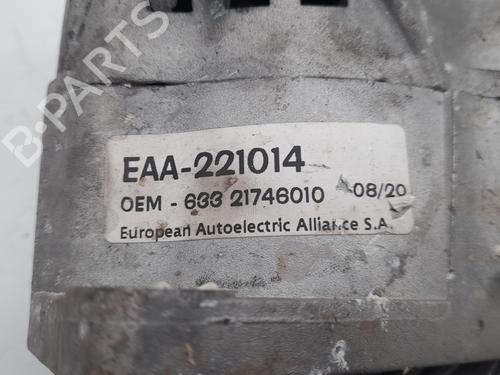 B-PARTS
EAA-221014
OEM - 633 21746010 08/20
European Autoelectric Alliance S.A.